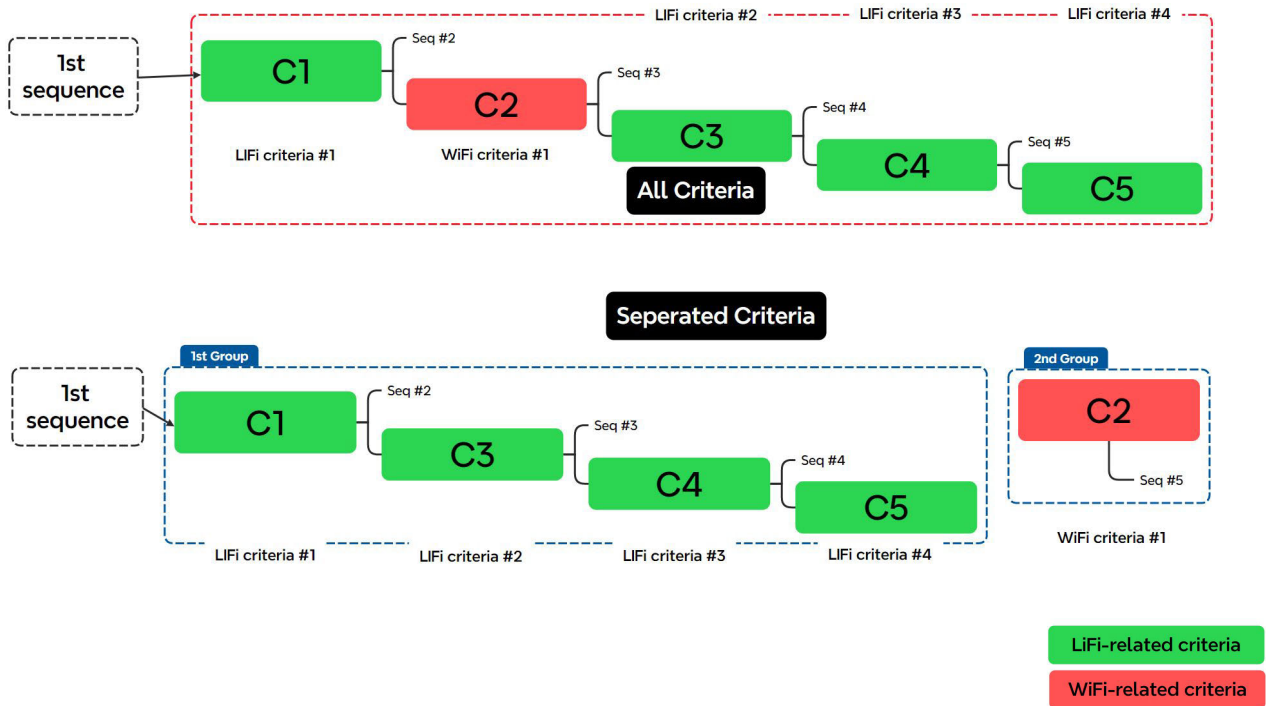 LIFi criteria #2
LIFi criteria #3
LIFi criteria #4
1st
sequence
C1
Seq #2
C2
Seq #3
C3
Seq #4
C4
Seq #5
C5
LIFi criteria #1
WiFi criteria #1
All Criteria
Seperated Criteria
1st Group
2nd Group
1st
sequence
C1
Seq #2
C3
Seq #3
C4
Seq #4
C5
C2
Seq #5
LIFi criteria #1
LIFi criteria #2
LIFi criteria #3
LIFi criteria #4
WiFi criteria #1
LiFi-related criteria
WiFi-related criteria